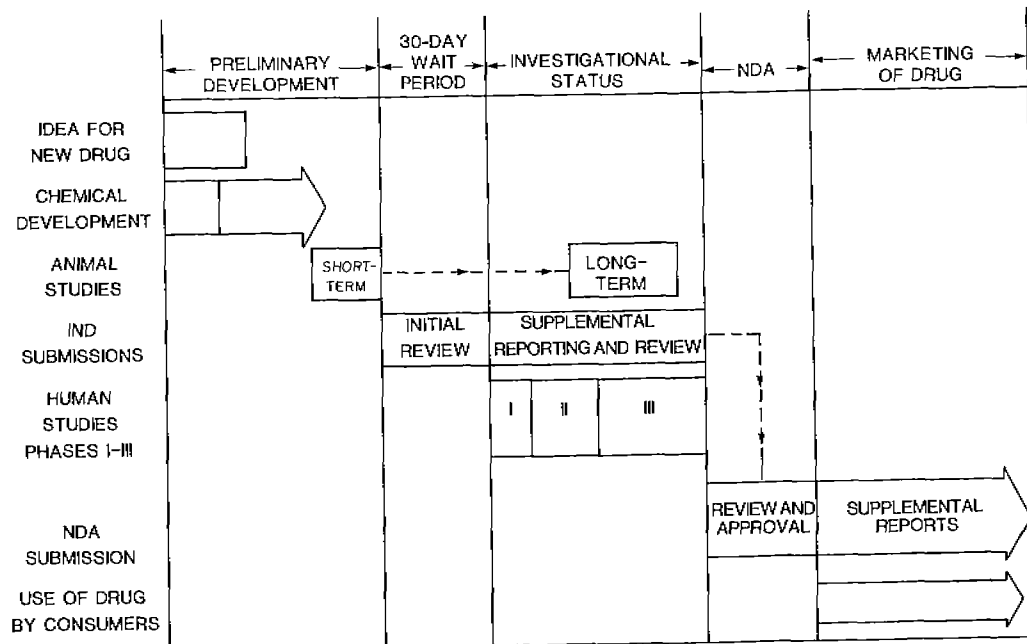 PRELIMINARY
DEVELOPMENT
30-DAY
WAIT
PERIOD
INVESTIGATIONAL
STATUS
NDA
MARKETING
OF DRUG
IDEA FOR
NEW DRUG
CHEMICAL
DEVELOPMENT
ANIMAL
STUDIES
SHORT-
TERM
LONG-
TERM
IND
SUBMISSIONS
INITIAL
REVIEW
SUPPLEMENTAL
REPORTING AND REVIEW
HUMAN
STUDIES
PHASES I-III
I
II
III
NDA
SUBMISSION
REVIEW AND
APPROVAL
SUPPLEMENTAL
REPORTS
USE OF DRUG
BY CONSUMERS